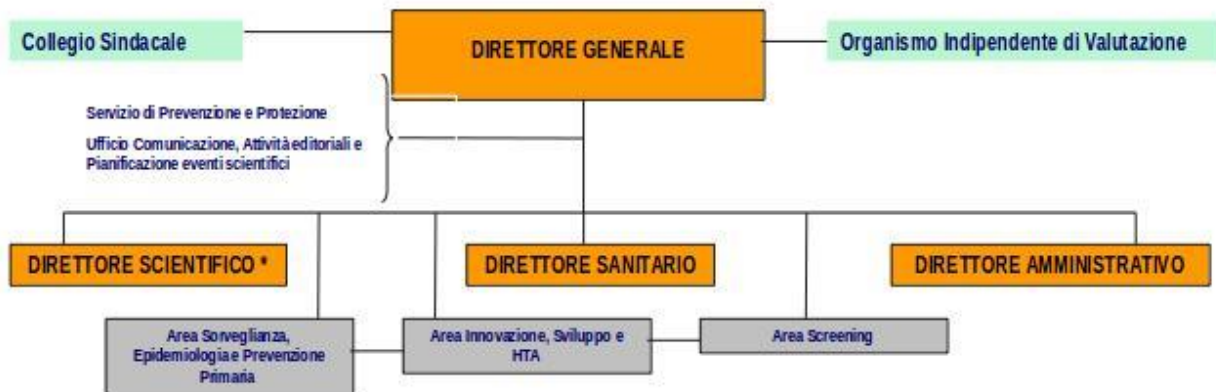 Collegio Sindacale
DIRETTORE GENERALE
Organismo Indipendente di Valutazione
Servizio di Prevenzione e Protezione
Ufficio Comunicazione, Attività editoriali e
Pianificazione eventi scientifici
DIRETTORE SCIENTIFICO *
DIRETTORE SANITARIO
DIRETTORE AMMINISTRATIVO
Area Sorveglianza,
Epidemiologia e Prevenzione
Primaria
Area Innovazione, Sviluppo e
HTA
Area Screening